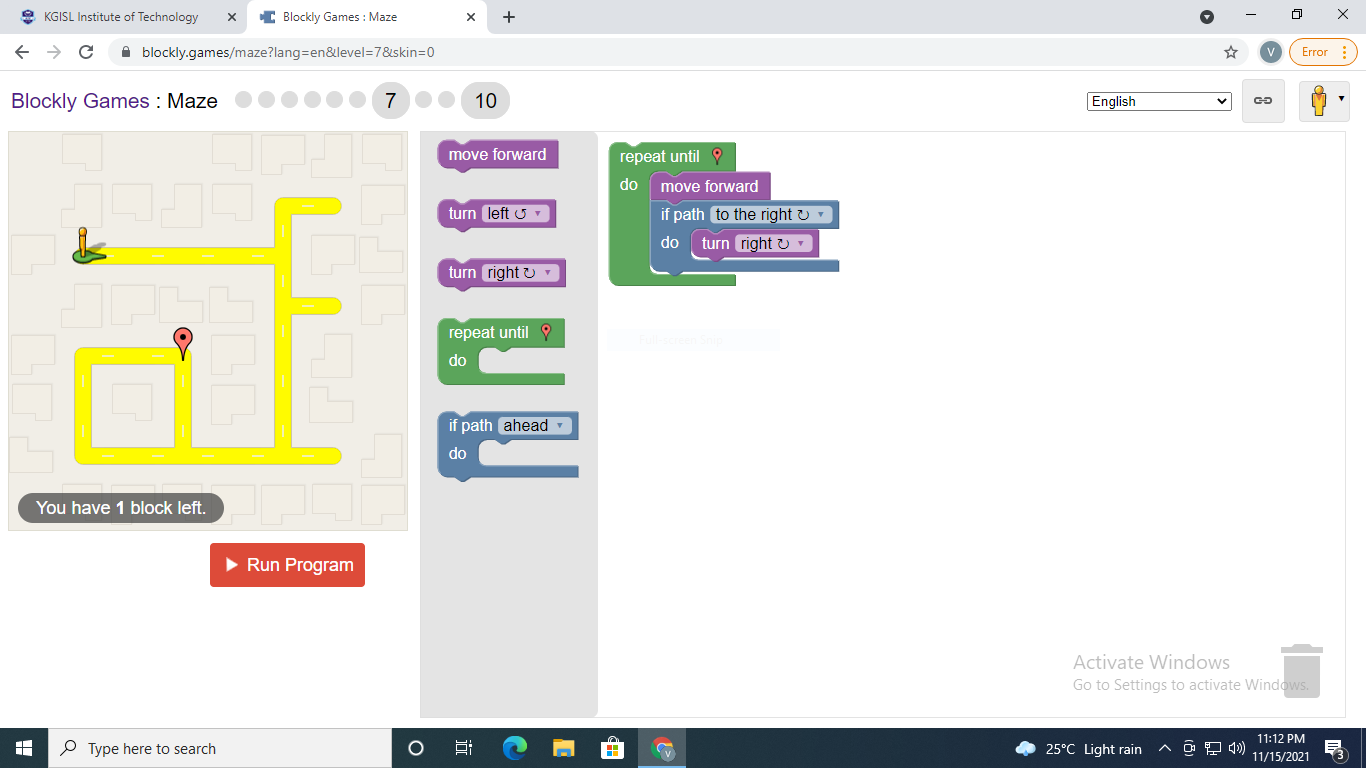 KGISL Institute of Technology
Blockly Games : Maze
blockly.games/maze?lang=en&level=7&skin=0
V
Error
Blockly Games : Maze
7
10
English
move forward
turn left ↺
turn right ↻
repeat until
do
if path ahead
do
repeat until
do
move forward
if path to the right ↻
do
turn right ↻
Full-screen Snip
You have 1 block left.
Run Program
Activate Windows
Go to Settings to activate Windows.
Type here to search
V
25°C Light rain
11:12 PM
11/15/2021
3